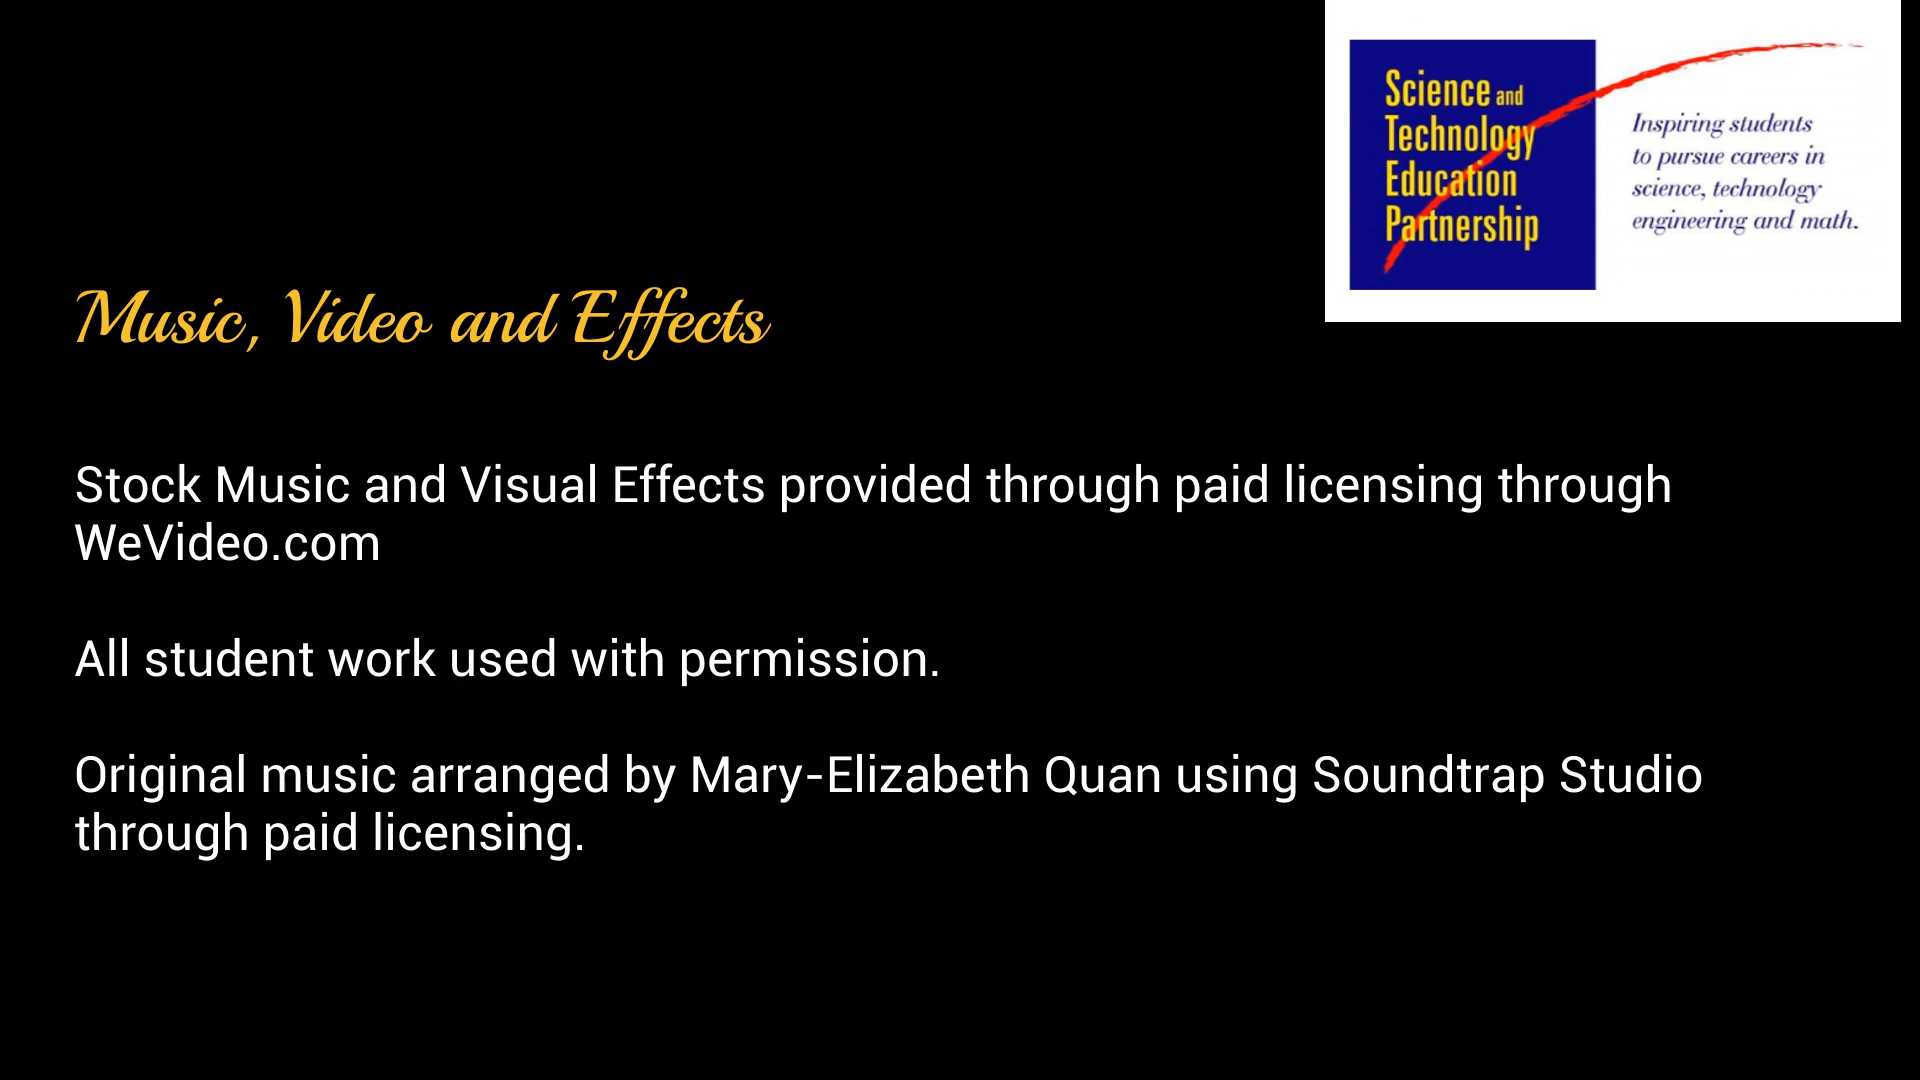 Science and
Technology
Education
Partnership
Inspiring students
to pursue careers in
science, technology
engineering and math.
Music, Video and Effects
Stock Music and Visual Effects provided through paid licensing through
WeVideo.com
All student work used with permission.
Original music arranged by Mary-Elizabeth Quan using Soundtrap Studio
through paid licensing.